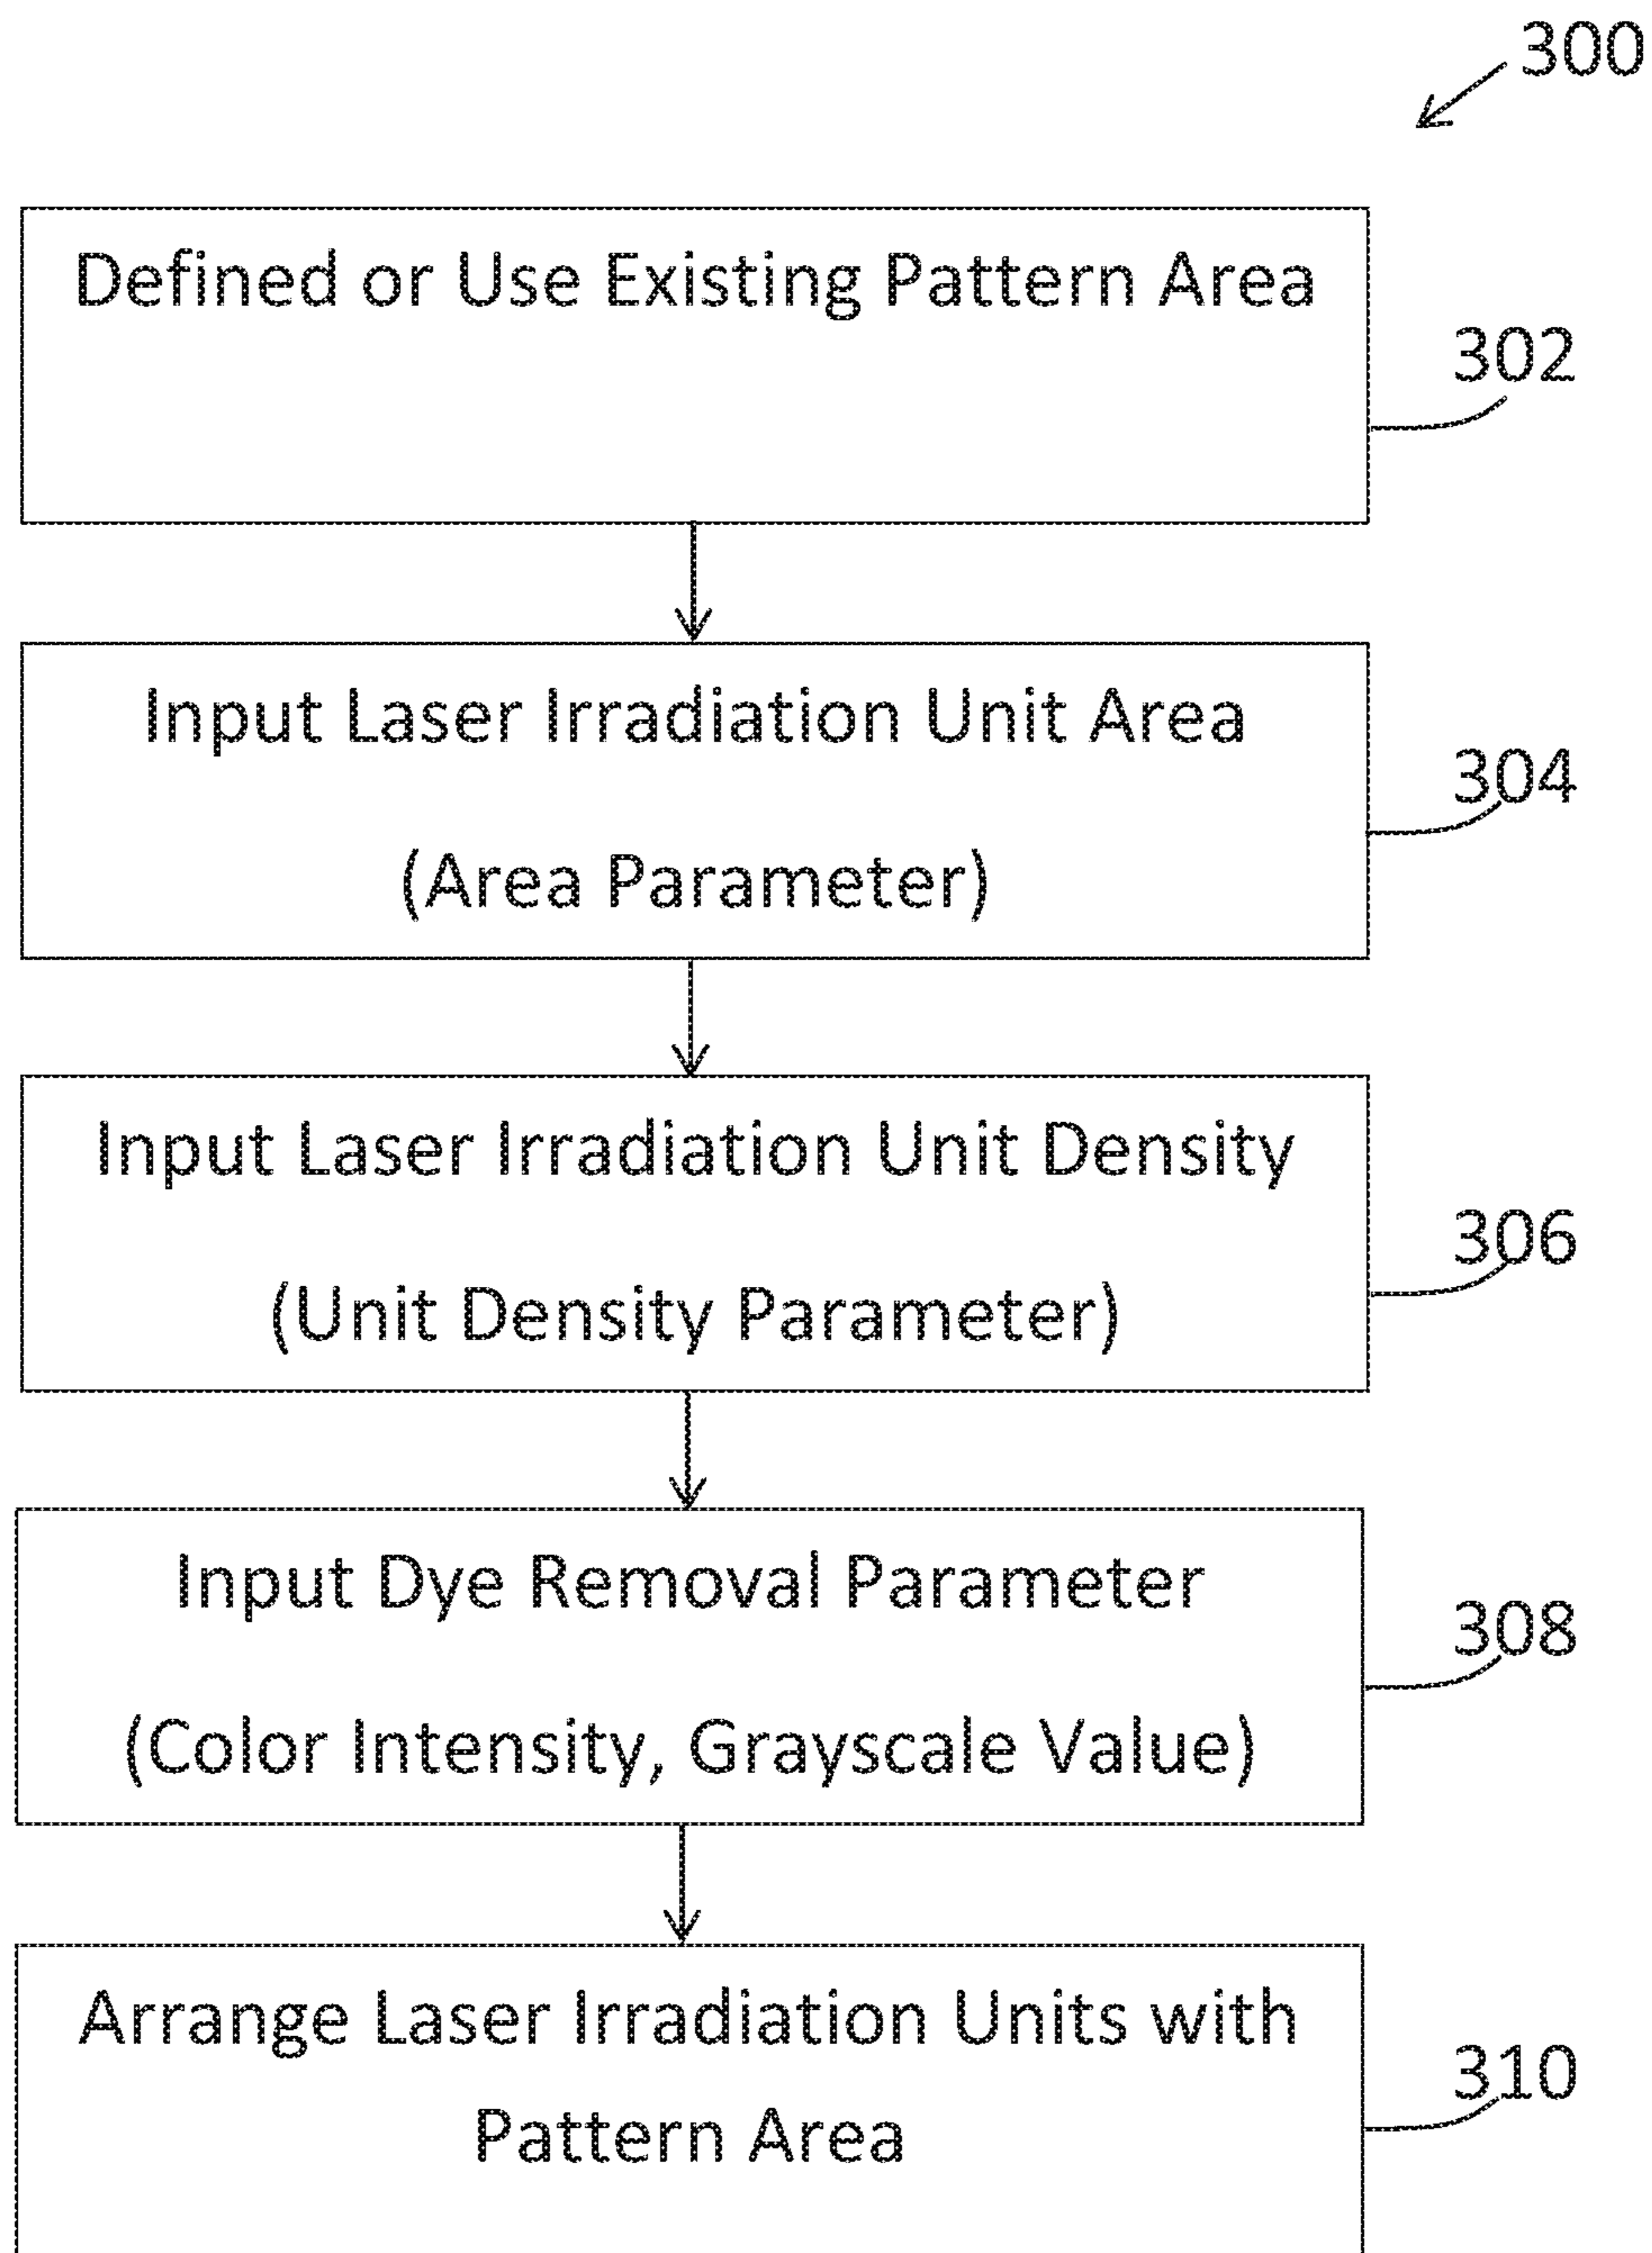 300
Defined or Use Existing Pattern Area
302
Input Laser Irradiation Unit Area
304
(Area Parameter)
Input Laser Irradiation Unit Density
306
(Unit Density Parameter)
Input Dye Removal Parameter
308
(Color Intensity, Grayscale Value)
Arrange Laser Irradiation Units with
310
Pattern Area